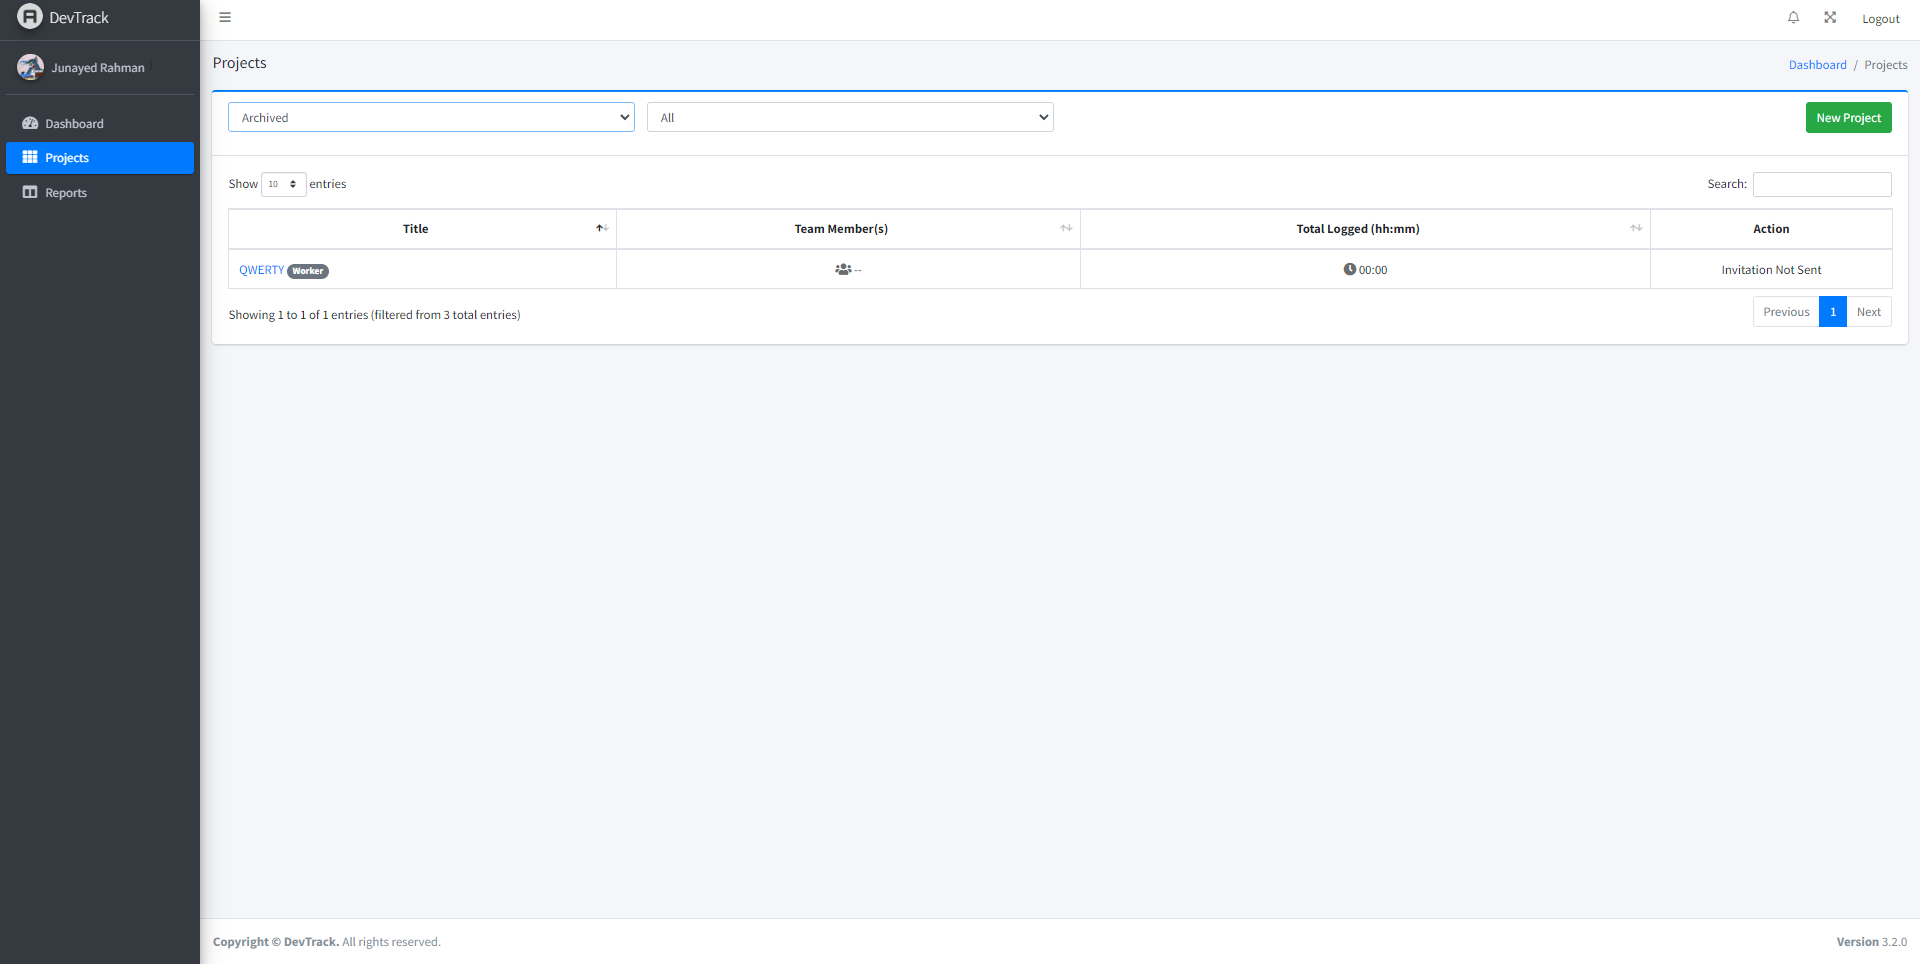 DevTrack
Logout
Junayed Rahman
Projects
Dashboard / Projects
Archived
All
New Project
Dashboard
Projects
Reports
Show 10 entries
Search:
Title
Team Member(s)
Total Logged (hh:mm)
Action
QWERTY Worker
--
00:00
Invitation Not Sent
Showing 1 to 1 of 1 entries (filtered from 3 total entries)
Previous 1 Next
Copyright © DevTrack. All rights reserved.
Version 3.2.0